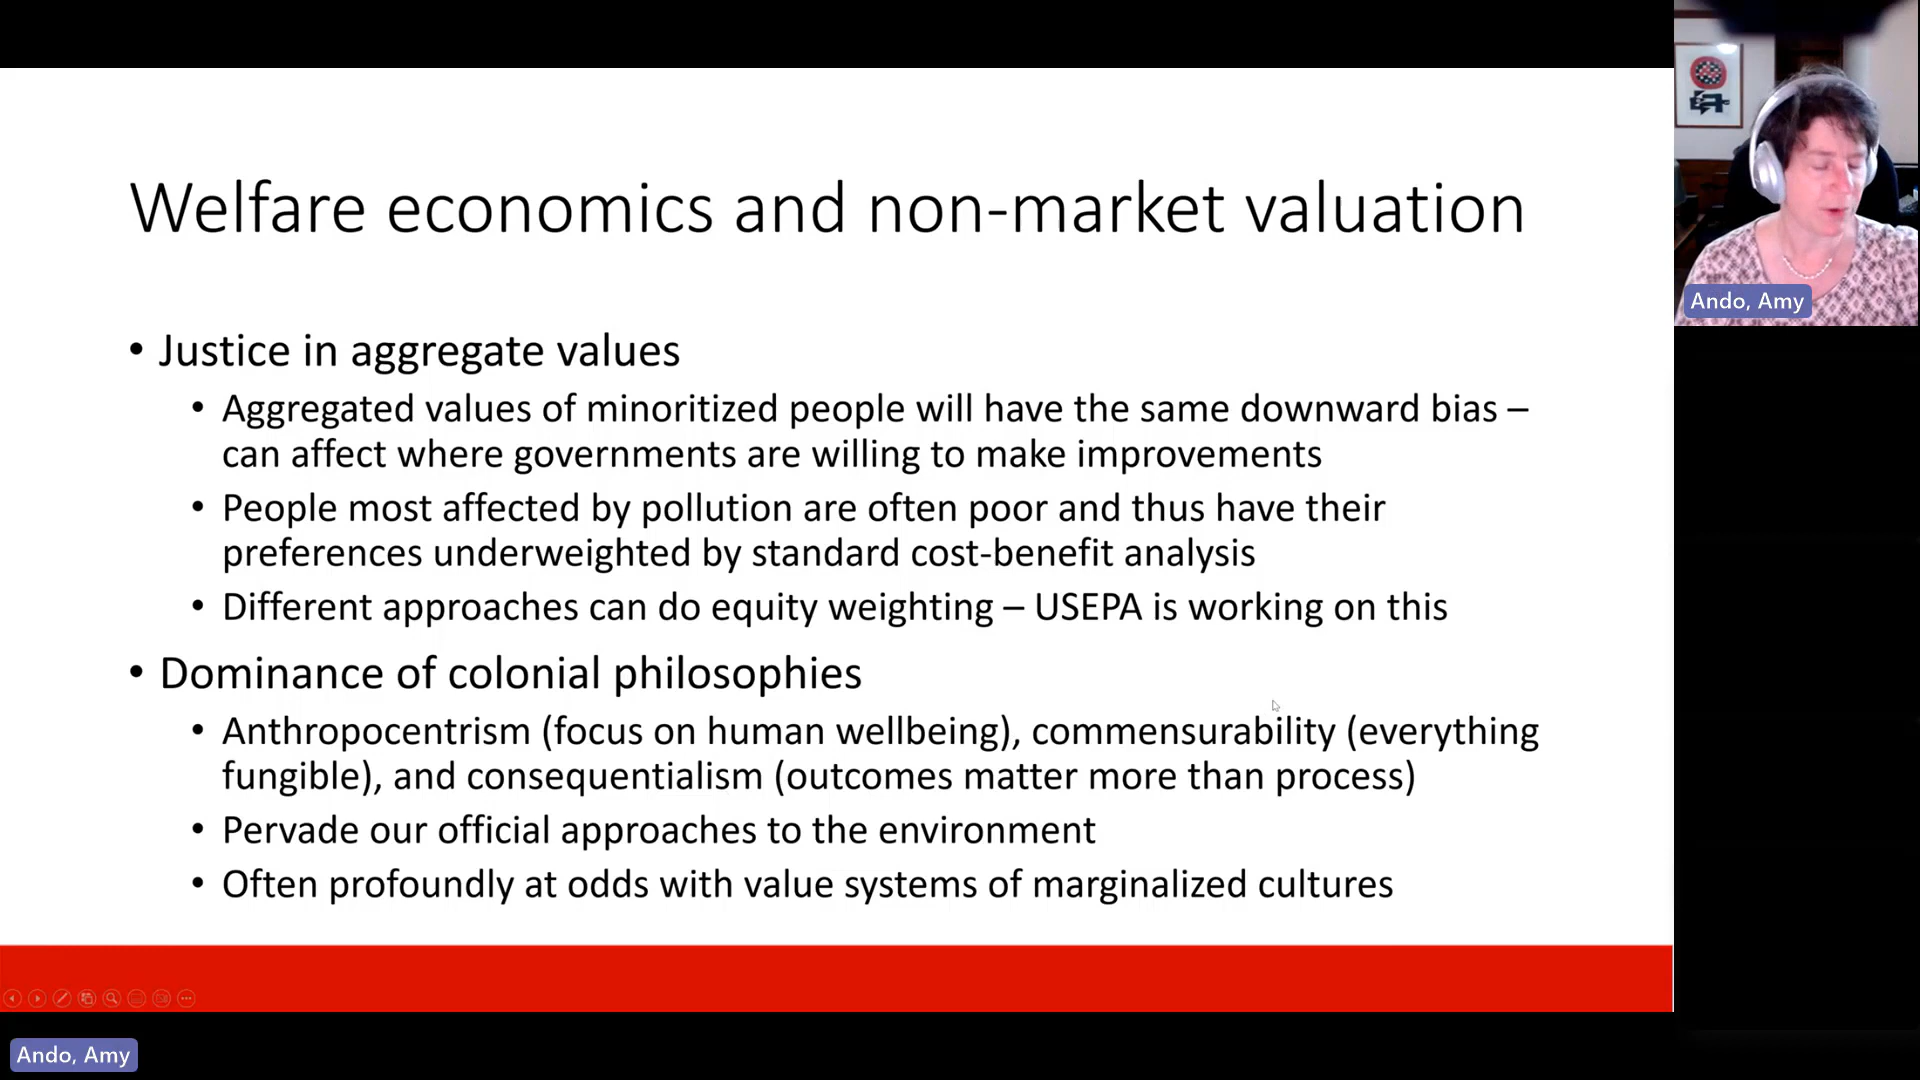 Welfare economics and non-market valuation
• Justice in aggregate values
• Aggregated values of minoritized people will have the same downward bias –
can affect where governments are willing to make improvements
• People most affected by pollution are often poor and thus have their
preferences underweighted by standard cost-benefit analysis
• Different approaches can do equity weighting – USEPA is working on this
• Dominance of colonial philosophies
• Anthropocentrism (focus on human wellbeing), commensurability (everything
fungible), and consequentialism (outcomes matter more than process)
• Pervade our official approaches to the environment
• Often profoundly at odds with value systems of marginalized cultures
Ando, Amy
Ando, Amy